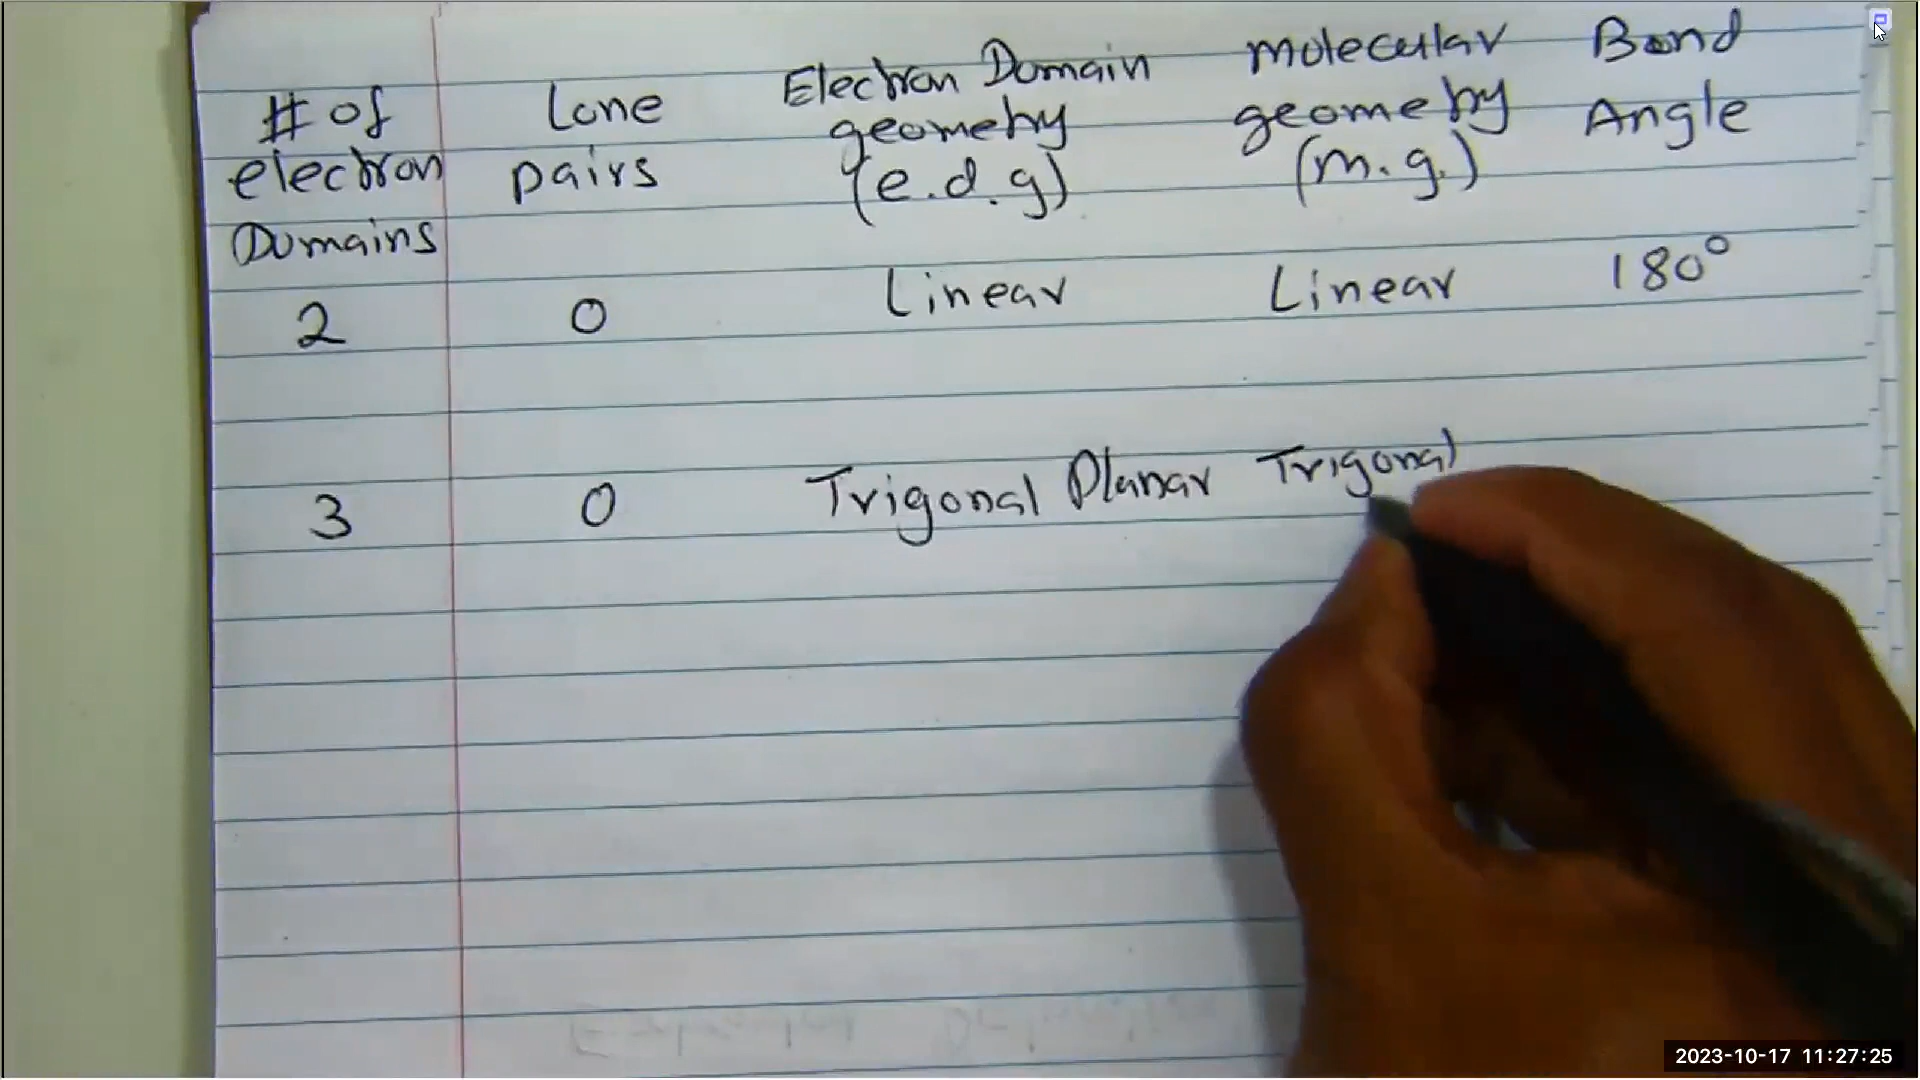 # of electron Domains
Lone pairs
Electron Domain geometry (e.d.g)
Molecular geometry (m.g.)
Bond Angle
2 0 Linear Linear 180°
3 0 Trigonal Planar Trigonal
2023-10-17 11:27:25